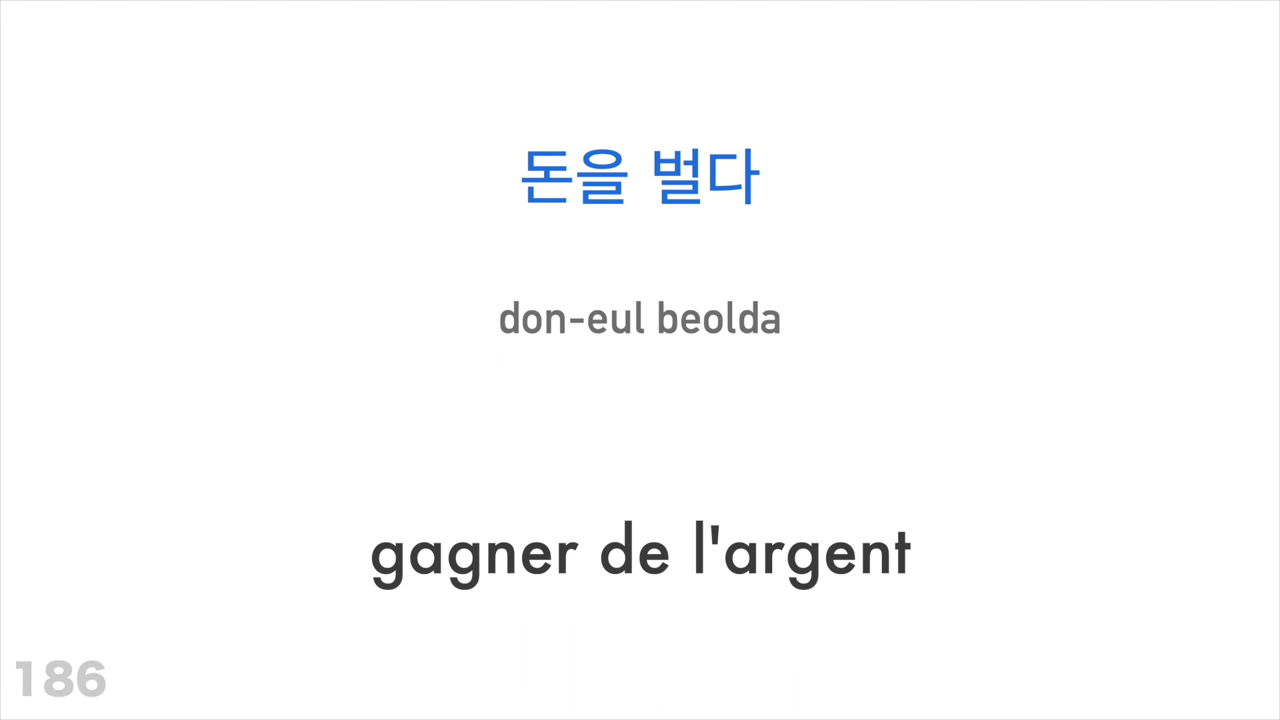 돈을 벌다
don-eul beolda
gagner de l'argent
186